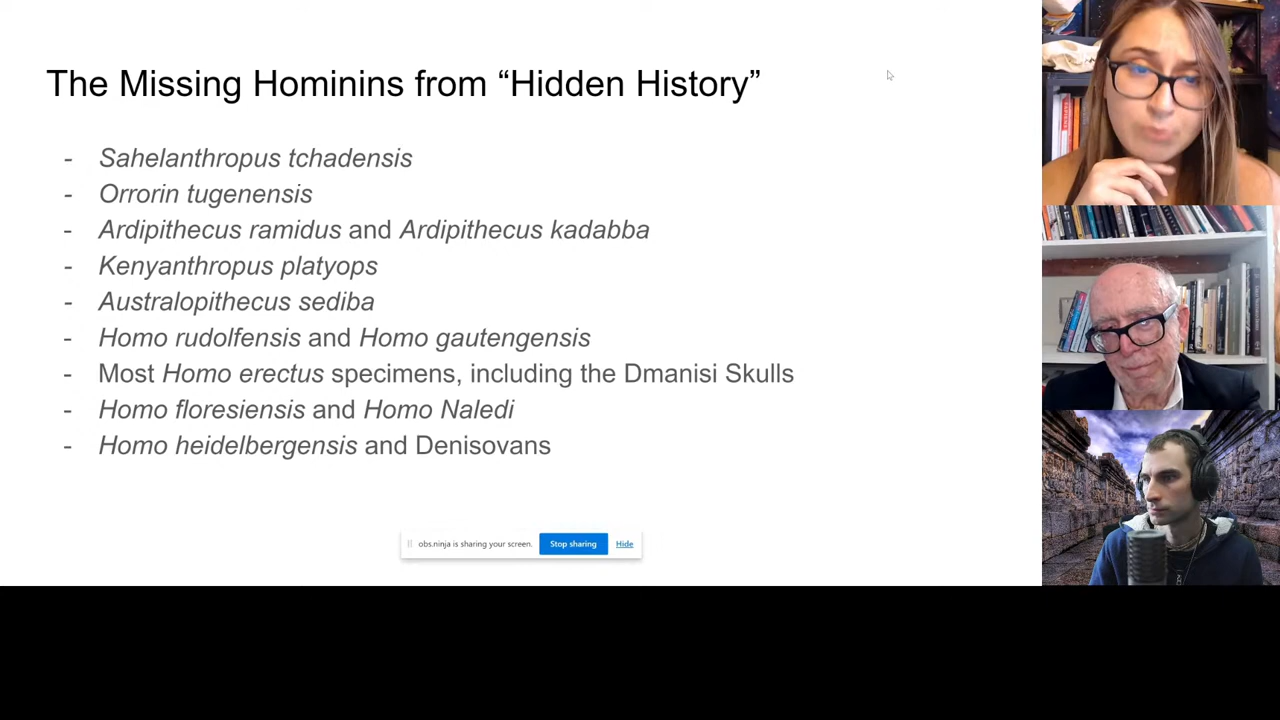 The Missing Hominins from “Hidden History”
- Sahelanthropus tchadensis
- Orrorin tugenensis
- Ardipithecus ramidus and Ardipithecus kadabba
- Kenyanthropus platyops
- Australopithecus sediba
- Homo rudolfensis and Homo gautengensis
- Most Homo erectus specimens, including the Dmanisi Skulls
- Homo floresiensis and Homo Naledi
- Homo heidelbergensis and Denisovans
obs.ninja is sharing your screen. Stop sharing Hide